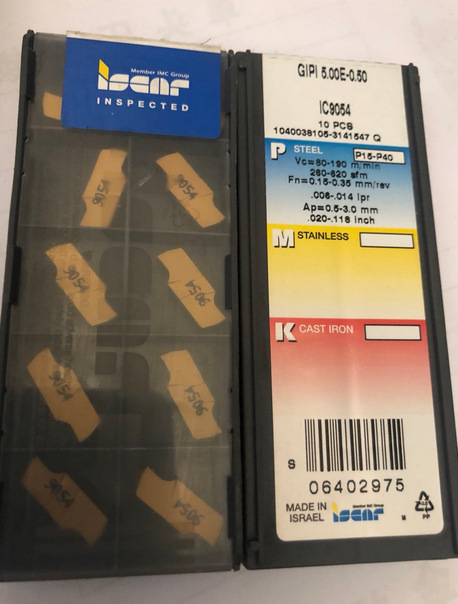 Member IMC Group
iscar
INSPECTED
9054
9054
9054
9054
9054
9054
9054
9054
GIPI 5.00E-0.50
IC9054
10 PCS
1040038105-3141547 Q
P STEEL P15-P40
Vc=80-190 m/min
260-620 sfm
Fn=0.15-0.35 mm/rev
.006-.014 ipr
Ap=0.5-3.0 mm
.020-.118 inch
M STAINLESS
K CAST IRON
S
06402975
MADE IN
ISRAEL
Member IMC Group
iscar
M
PP